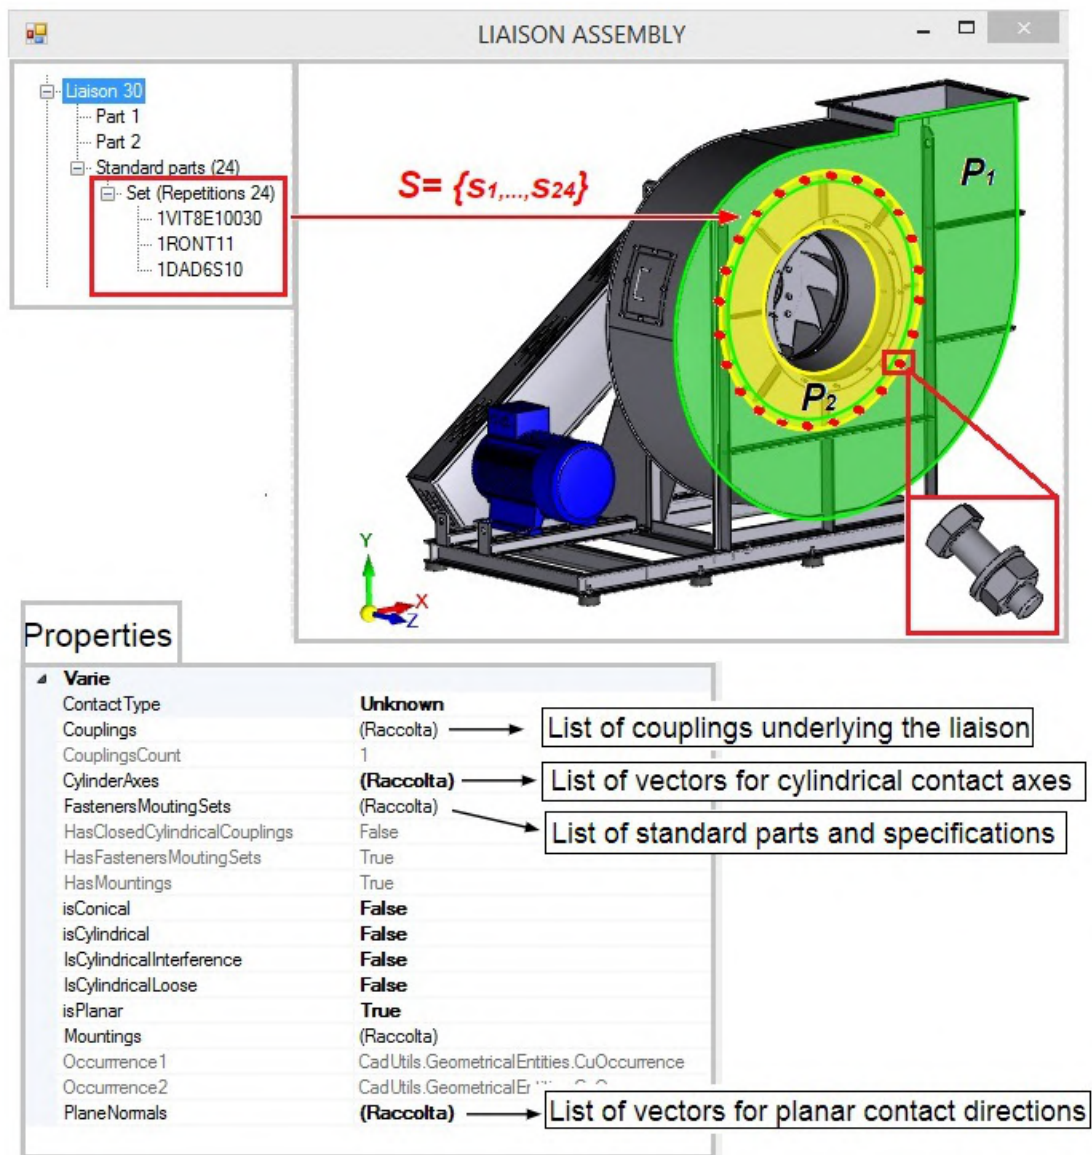 LIAISON ASSEMBLY
Liaison 30
Part 1
Part 2
Standard parts (24)
Set (Repetitions 24)
1VIT8E10030
1RONT11
1DAD6S10
S= {s1,...,s24}
P1
P2
Y
X
Z
Properties
Varie
ContactType Unknown
Couplings (Raccolta) List of couplings underlying the liaison
CouplingsCount 1
CylinderAxes (Raccolta) List of vectors for cylindrical contact axes
FastenersMoutingSets (Raccolta) List of standard parts and specifications
HasClosedCylindricalCouplings False
HasFastenersMoutingSets True
HasMountings True
isConical False
isCylindrical False
IsCylindricalInterference False
IsCylindricalLoose False
isPlanar True
Mountings (Raccolta)
Occurrrence1 CadUtils.GeometricalEntities.CuOccurrence
Occurrrence2
PlaneNormals (Raccolta) List of vectors for planar contact directions